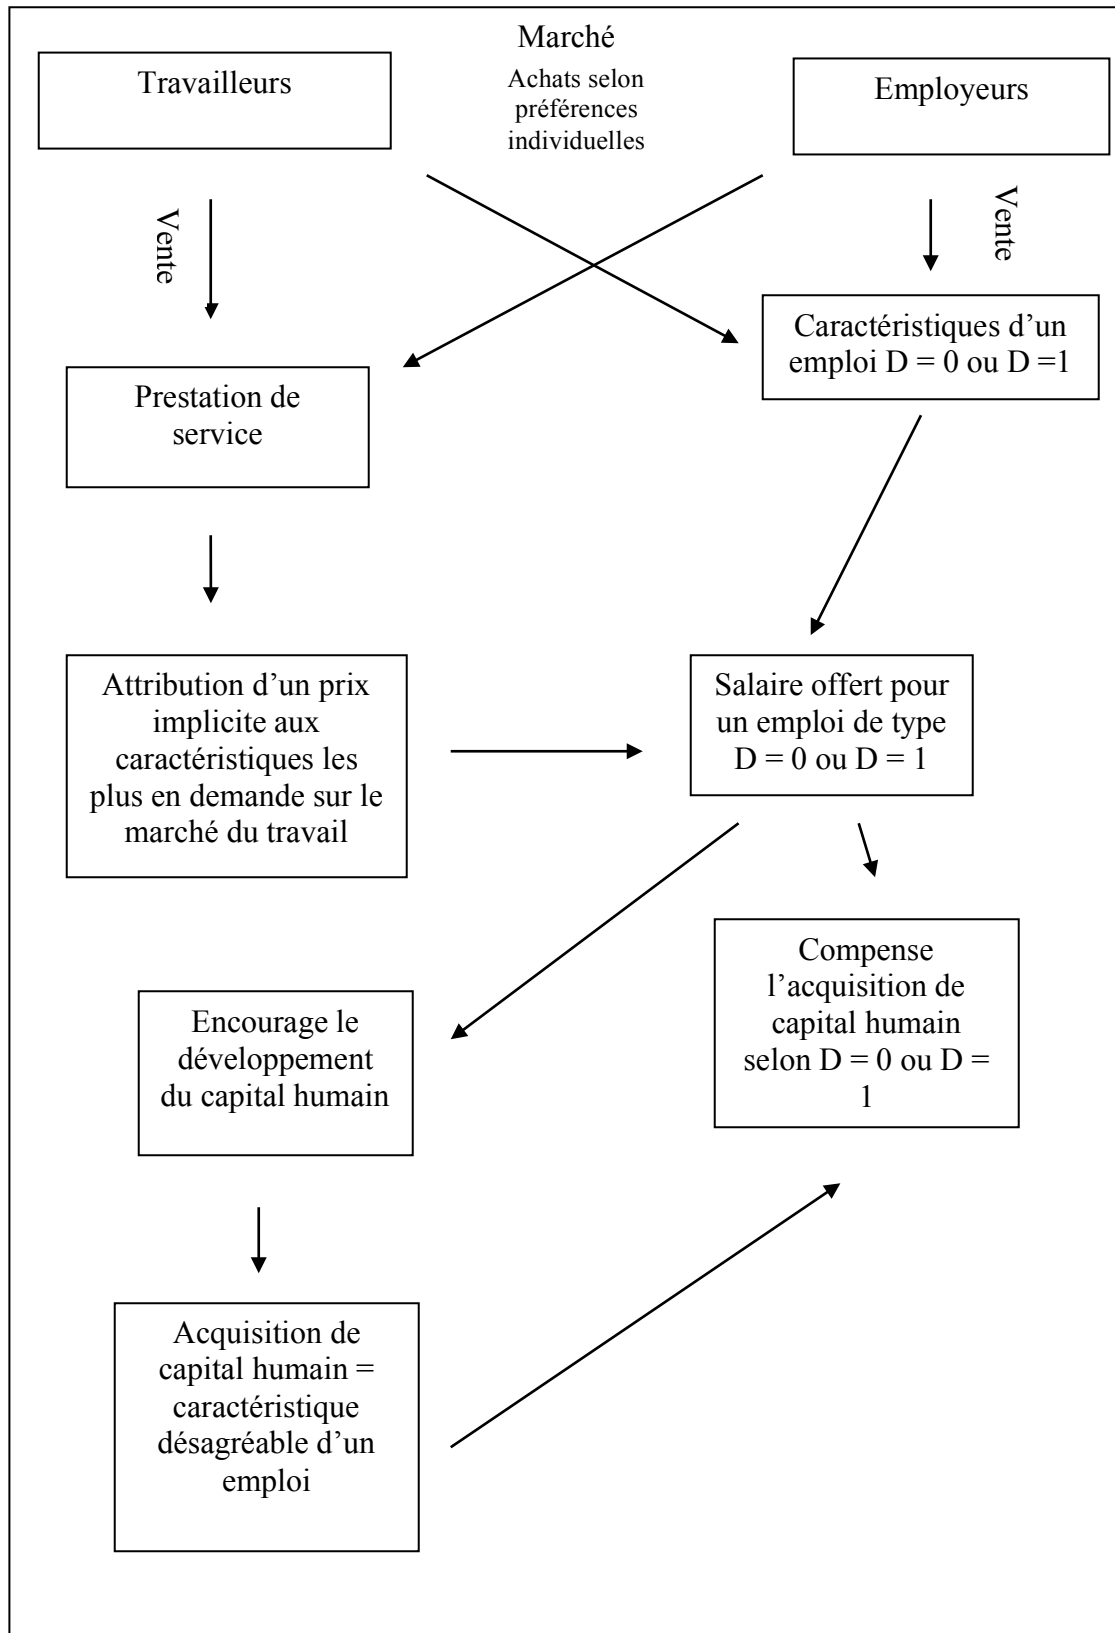 Marché
Travailleurs
Achats selon
préférences
individuelles
Employeurs
Vente
Vente
Caractéristiques d’un
emploi D = 0 ou D =1
Prestation de
service
Attribution d’un prix
implicite aux
caractéristiques les
plus en demande sur le
marché du travail
Salaire offert pour
un emploi de type
D = 0 ou D = 1
Compense
l’acquisition de
capital humain
selon D = 0 ou D =
1
Encourage le
développement
du capital humain
Acquisition de
capital humain =
caractéristique
désagréable d’un
emploi